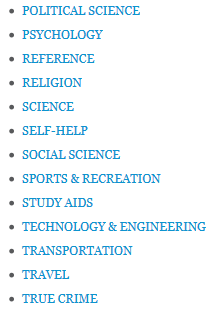 POLITICAL SCIENCE
PSYCHOLOGY
REFERENCE
RELIGION
SCIENCE
SELF-HELP
SOCIAL SCIENCE
SPORTS & RECREATION
STUDY AIDS
TECHNOLOGY & ENGINEERING
TRANSPORTATION
TRAVEL
TRUE CRIME